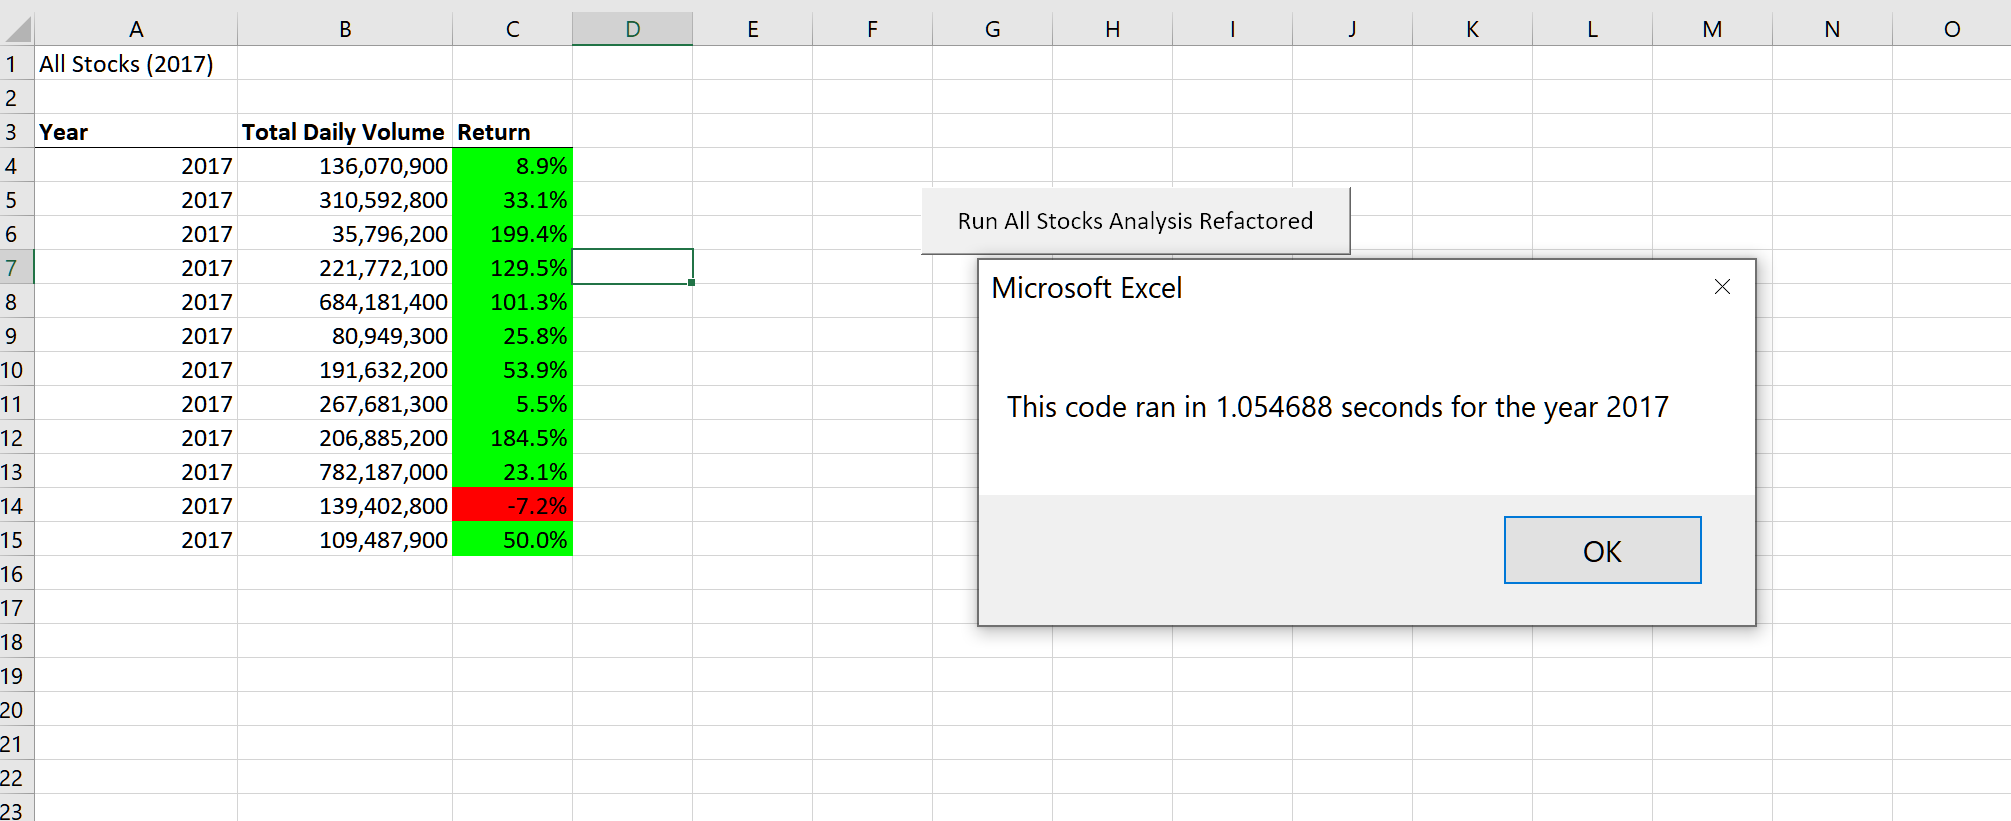 A B C D E F G H I J K L M N O
1 All Stocks (2017)
2
3 Year Total Daily Volume Return
4 2017 136,070,900 8.9%
5 2017 310,592,800 33.1%
6 2017 35,796,200 199.4%
7 2017 221,772,100 129.5%
8 2017 684,181,400 101.3%
9 2017 80,949,300 25.8%
10 2017 191,632,200 53.9%
11 2017 267,681,300 5.5%
12 2017 206,885,200 184.5%
13 2017 782,187,000 23.1%
14 2017 139,402,800 -7.2%
15 2017 109,487,900 50.0%
16
17
18
19
20
21
22
23
Run All Stocks Analysis Refactored
Microsoft Excel
This code ran in 1.054688 seconds for the year 2017
OK